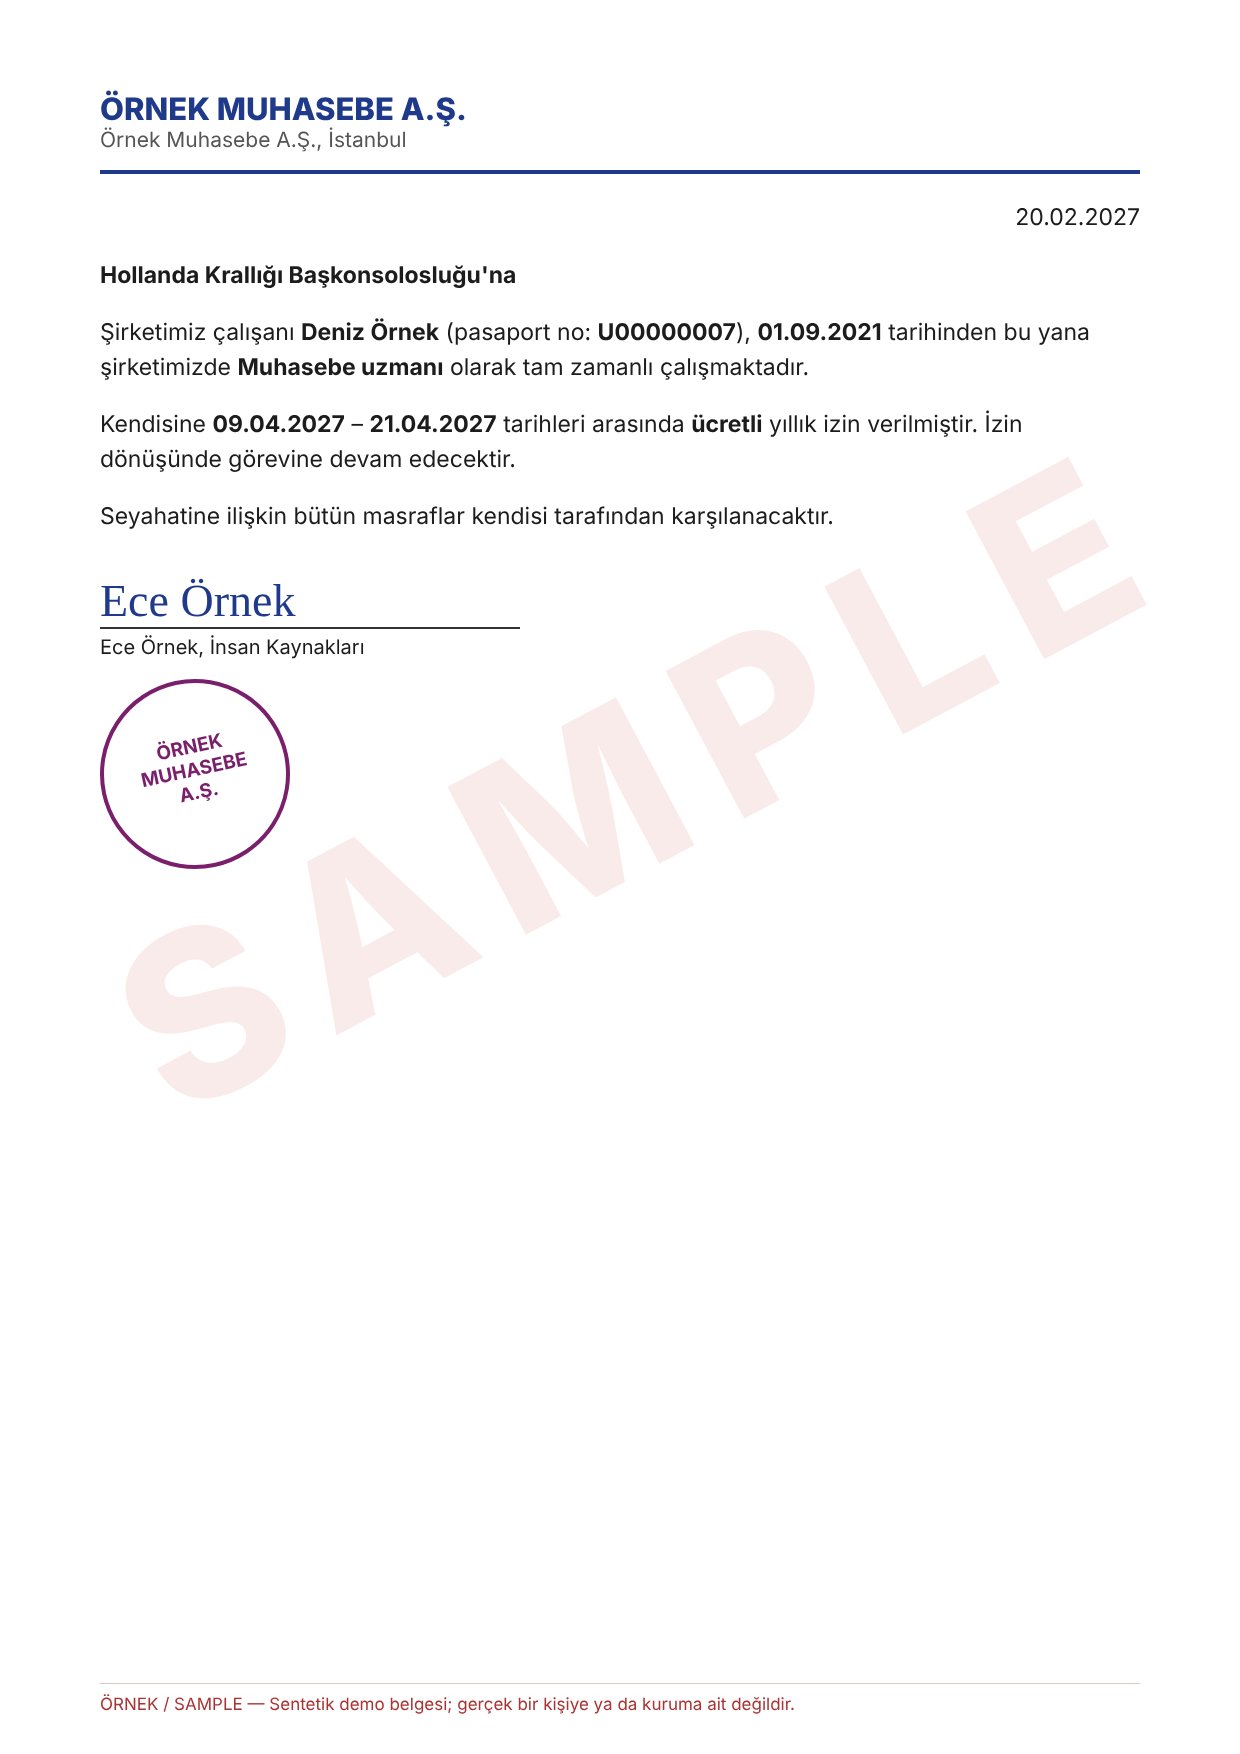 ÖRNEK MUHASEBE A.Ş.
Örnek Muhasebe A.Ş., İstanbul
20.02.2027
Hollanda Krallığı Başkonsolosluğu'na
Şirketimiz çalışanı Deniz Örnek (pasaport no: U00000007), 01.09.2021 tarihinden bu yana
şirketimizde Muhasebe uzmanı olarak tam zamanlı çalışmaktadır.
Kendisine 09.04.2027 – 21.04.2027 tarihleri arasında ücretli yıllık izin verilmiştir. İzin
dönüşünde görevine devam edecektir.
Seyahatine ilişkin bütün masraflar kendisi tarafından karşılanacaktır.
Ece Örnek
Ece Örnek, İnsan Kaynakları
ÖRNEK
MUHASEBE
A.Ş.
SAMPLE
ÖRNEK / SAMPLE — Sentetik demo belgesi; gerçek bir kişiye ya da kuruma ait değildir.